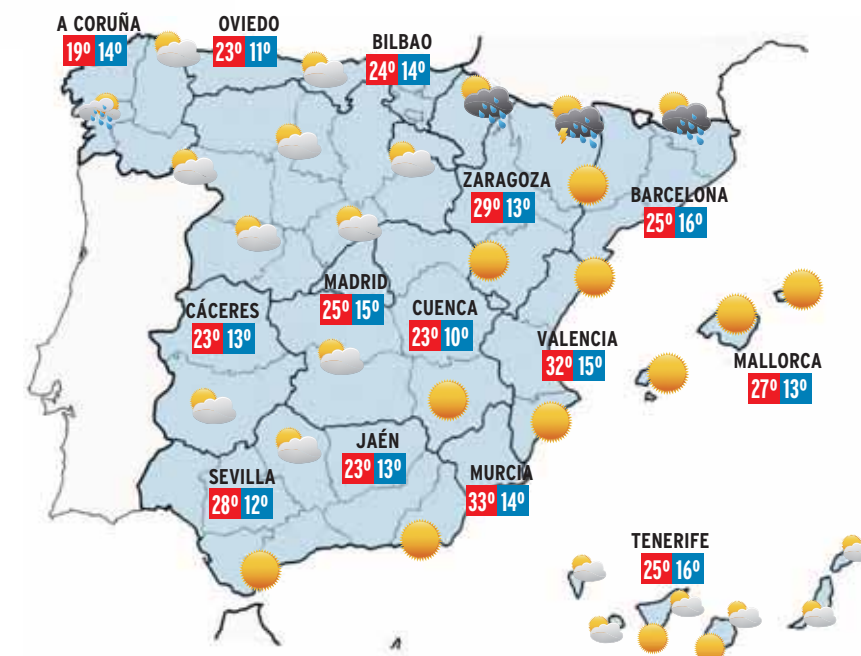 A CORUÑA
19º 14º
OVIEDO
23º 11º
BILBAO
24º 14º
ZARAGOZA
29º 13º
BARCELONA
25º 16º
MADRID
25º 15º
CÁCERES
23º 13º
CUENCA
23º 10º
VALENCIA
32º 15º
MALLORCA
27º 13º
JAÉN
23º 13º
SEVILLA
28º 12º
MURCIA
33º 14º
TENERIFE
25º 16º